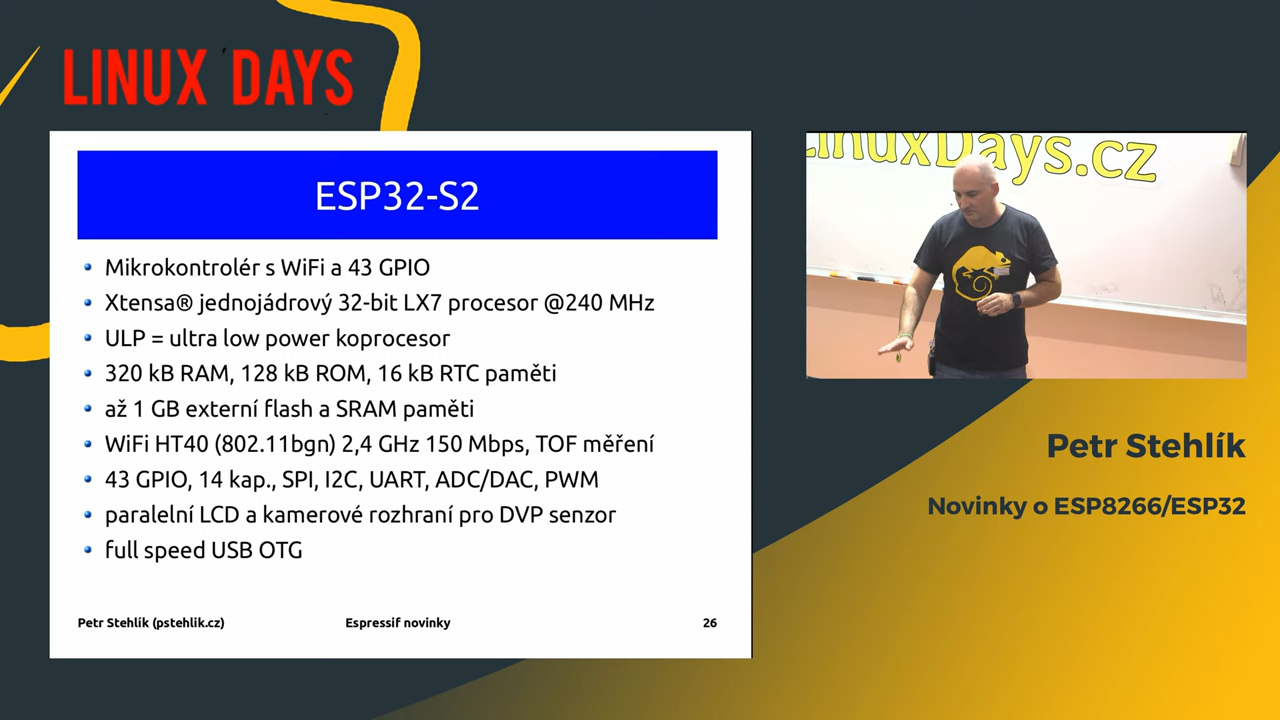 LINUX DAYS
ESP32-S2
Mikrokontrolér s WiFi a 43 GPIO
Xtensa® jednojádrový 32-bit LX7 procesor @240 MHz
ULP = ultra low power koprocesor
320 kB RAM, 128 kB ROM, 16 kB RTC paměti
až 1 GB externí flash a SRAM paměti
WiFi HT40 (802.11bgn) 2,4 GHz 150 Mbps, TOF měření
43 GPIO, 14 kap., SPI, I2C, UART, ADC/DAC, PWM
paralelní LCD a kamerové rozhraní pro DVP senzor
full speed USB OTG
Petr Stehlík (pstehlik.cz)
Espressif novinky
26
LinuxDays.cz
Petr Stehlík
Novinky o ESP8266/ESP32